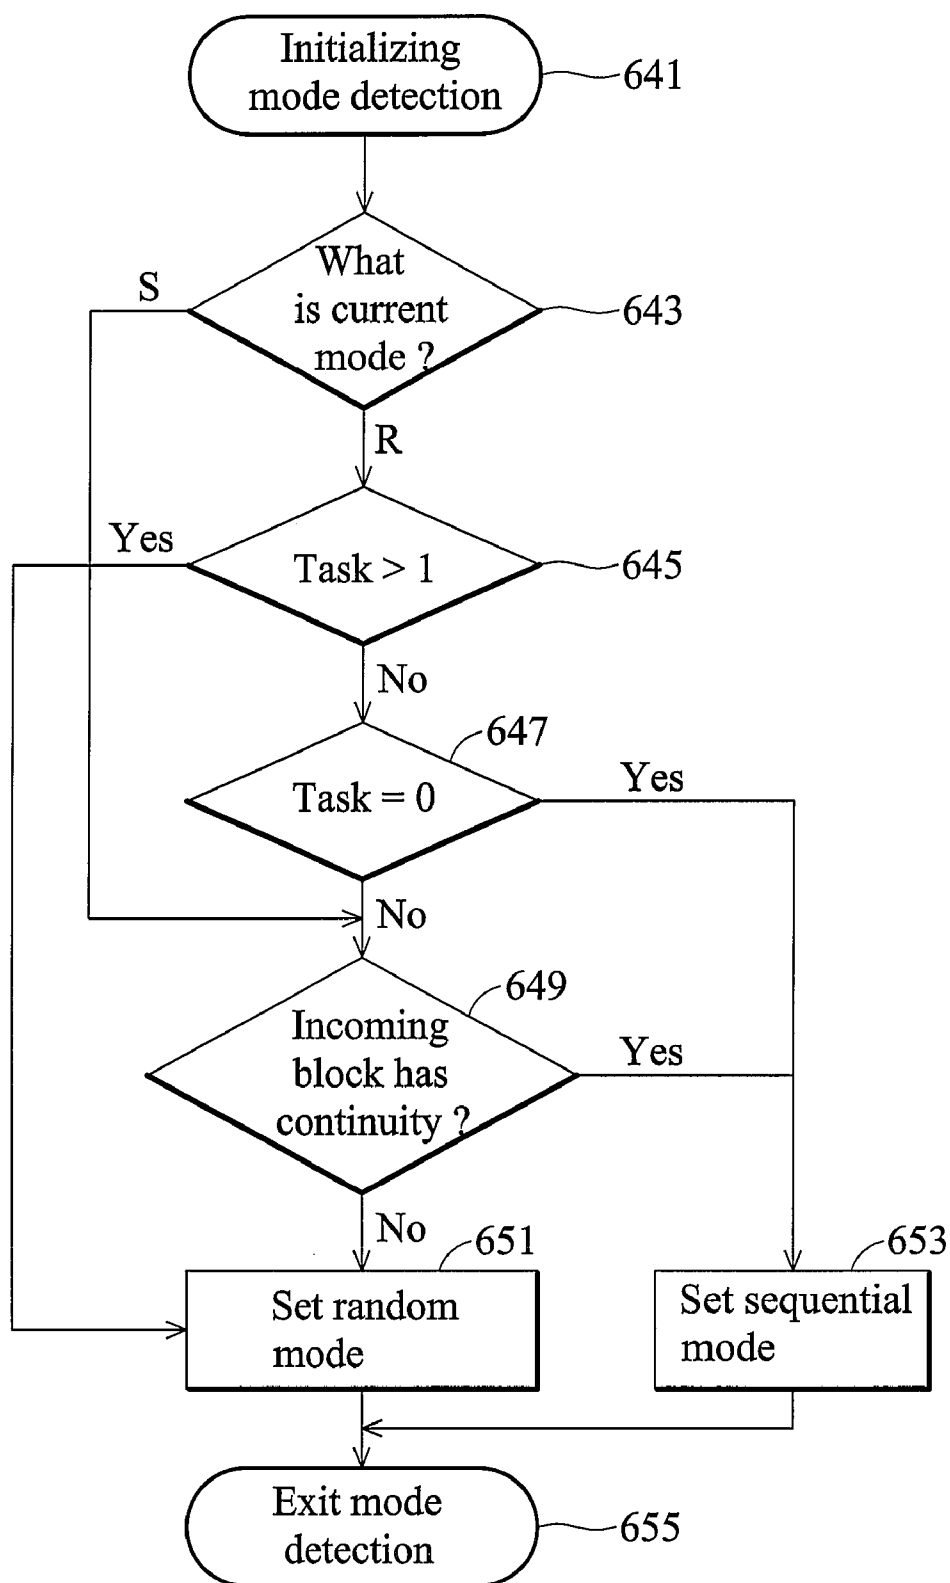 Initializing
mode detection
641
What
is current
mode ?
643
S
R
Yes
Task > 1
645
No
647
Task = 0
Yes
No
649
Incoming
block has
continuity ?
Yes
No
651
Set random
mode
653
Set sequential
mode
Exit mode
detection
655